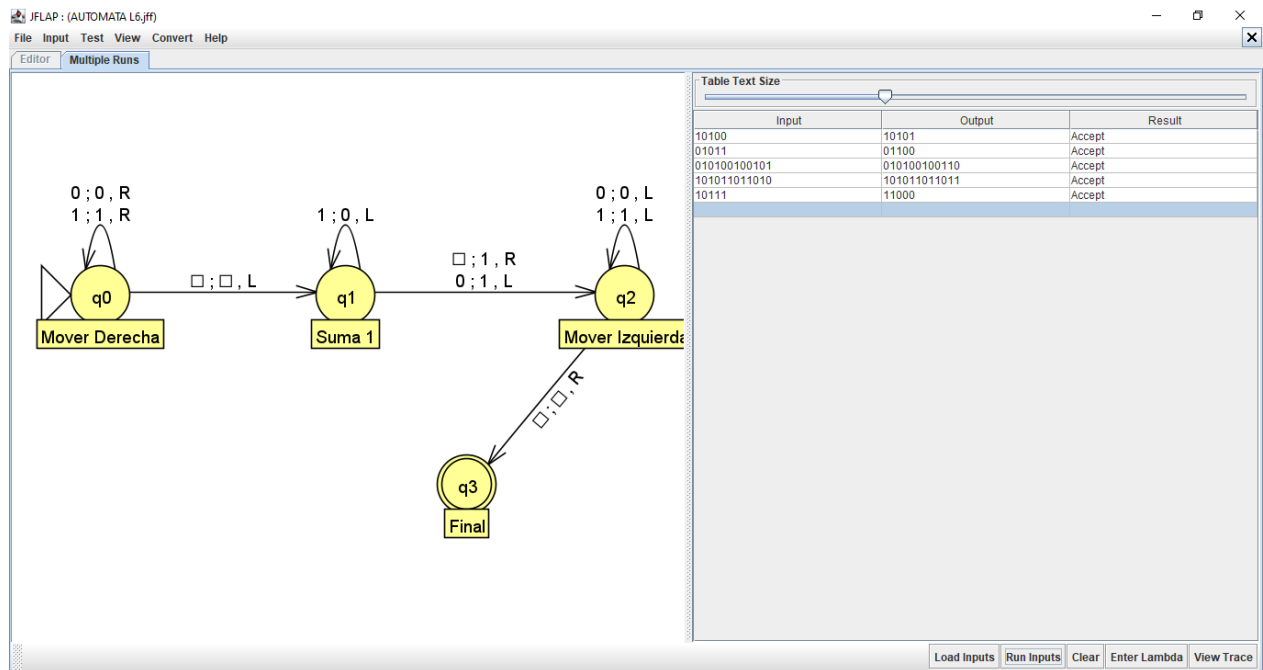 JFLAP : (AUTOMATA L6.jff)
File Input Test View Convert Help
Editor Multiple Runs
0 ; 0 , R
1 ; 1 , R
1 ; 0 , L
0 ; 0 , L
1 ; 1 , L
□ ; □ , L
□ ; 1 , R
0 ; 1 , L
q0
q1
q2
Mover Derecha
Suma 1
Mover Izquierda
□ ; □ , R
q3
Final
Table Text Size
Input Output Result
10100 10101 Accept
01011 01100 Accept
010100100101 010100100110 Accept
101011011010 101011011011 Accept
10111 11000 Accept
Load Inputs Run Inputs Clear Enter Lambda View Trace